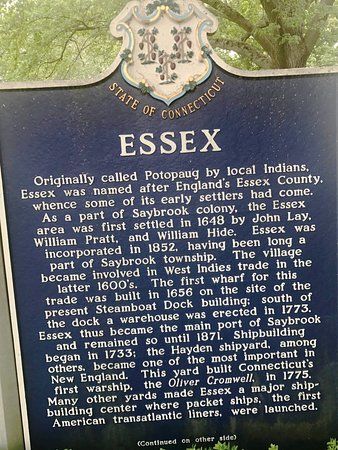 STATE OF CONNECTICUT
ESSEX
Originally called Potopaug by local Indians,
Essex was named after England's Essex County,
whence some of its early settlers had come.
As a part of Saybrook colony, the Essex
area was first settled in 1648 by John Lay,
William Pratt, and William Hide. Essex was
incorporated in 1852, having been long a
part of Saybrook township. The village
became involved in West Indies trade in the
latter 1600's. The first wharf for this
trade was built in 1656 on the site of the
present Steamboat Dock building; south of
the dock a warehouse was erected in 1773.
Essex thus became the main port of Saybrook
and remained so until 1871. Shipbuilding
began in 1733; the Hayden shipyard, among
others, became one of the most important in
New England. This yard built Connecticut's
first warship, the Oliver Cromwell, in 1775.
Many other yards made Essex a major ship-
building center where packet ships, the first
American transatlantic liners, were launched.
(Continued on other side)